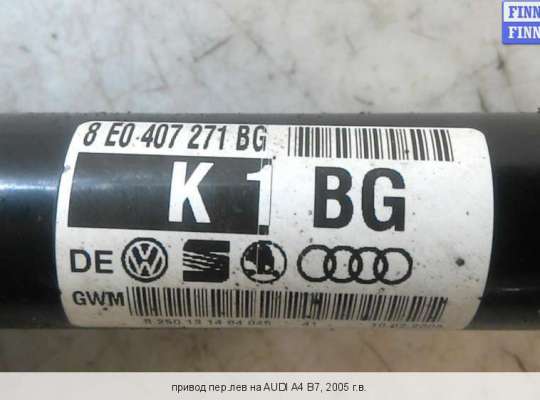 FINN
FINN
8 E0 407 271 BG
K 1 BG
DE
GWM
41
привод пер.лев на AUDI A4 B7, 2005 г.в.